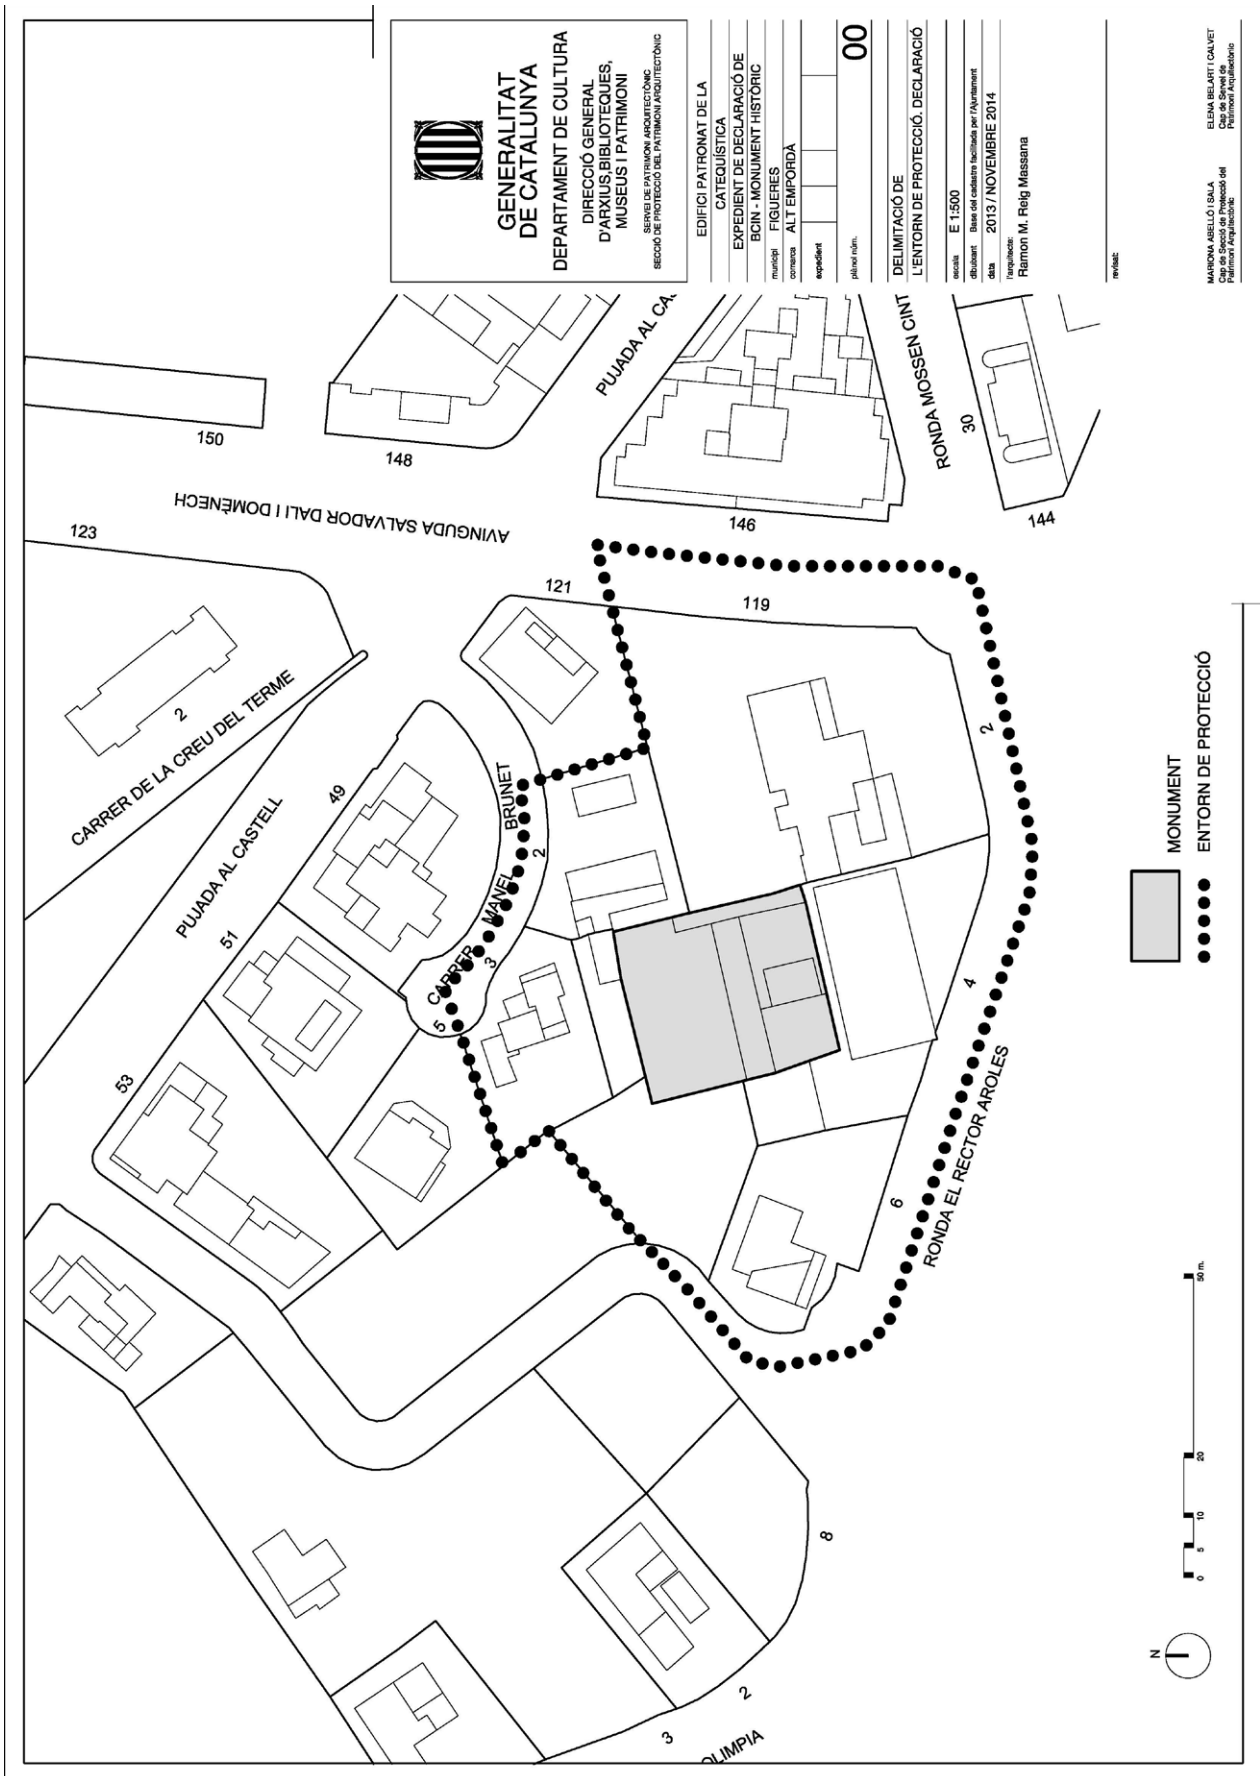 GENERALITAT
DE CATALUNYA
DEPARTAMENT DE CULTURA
DIRECCIÓ GENERAL
D'ARXIUS,BIBLIOTEQUES,
MUSEUS I PATRIMONI
SERVEI DE PATRIMONI ARQUITECTÒNIC
SECCIÓ DE PROTECCIÓ DEL PATRIMONI ARQUITECTÒNIC
EDIFICI PATRONAT DE LA
CATEQUÍSTICA
EXPEDIENT DE DECLARACIÓ DE
BCIN - MONUMENT HISTÒRIC
municipi FIGUERES
comarca ALT EMPORDÀ
expedient
plànol núm. 00
DELIMITACIÓ DE
L'ENTORN DE PROTECCIÓ. DECLARACIÓ
escala E 1:500
dibuixant Base del cadastre facilitada per l'Ajuntament
data 2013 / NOVEMBRE 2014
l'arquitecte:
Ramon M. Reig Massana
revisat:
MARIONA ABELLÓ I SALA
Cap de Secció de Protecció del
Patrimoni Arquitectònic
ELENA BELART I CALVET
Cap de Servei de
Patrimoni Arquitectònic
150
148
PUJADA AL CAS
146
RONDA MOSSEN CINT
30
144
AVINGUDA SALVADOR DALI I DOMÈNECH
123
121
119
2
CARRER DE LA CREU DEL TERME
PUJADA AL CASTELL
49
51
53
CARRER MANEL BRUNET
2
3
5
2
4
6
RONDA EL RECTOR AROLES
MONUMENT
ENTORN DE PROTECCIÓ
8
2
3
OLIMPIA
N
0 5 10 20 50 m.